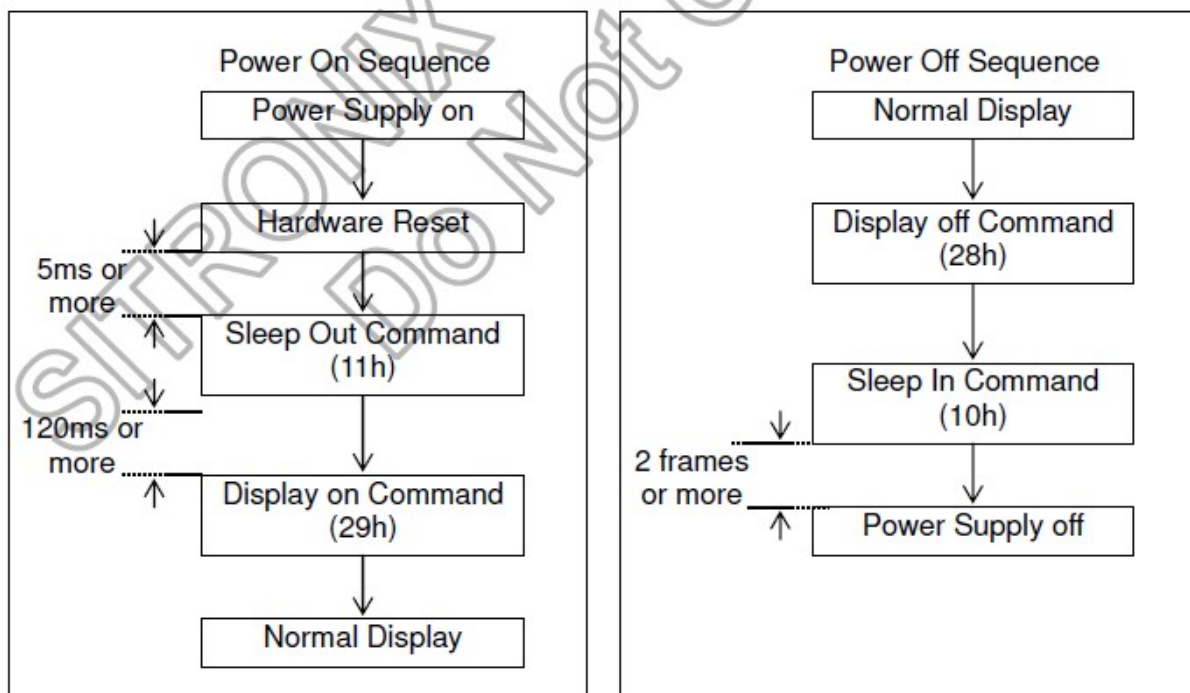 SITRONIX
Do Not
Power On Sequence
Power Supply on
Hardware Reset
5ms or
more
Sleep Out Command
(11h)
120ms or
more
Display on Command
(29h)
Normal Display
Power Off Sequence
Normal Display
Display off Command
(28h)
Sleep In Command
(10h)
2 frames
or more
Power Supply off